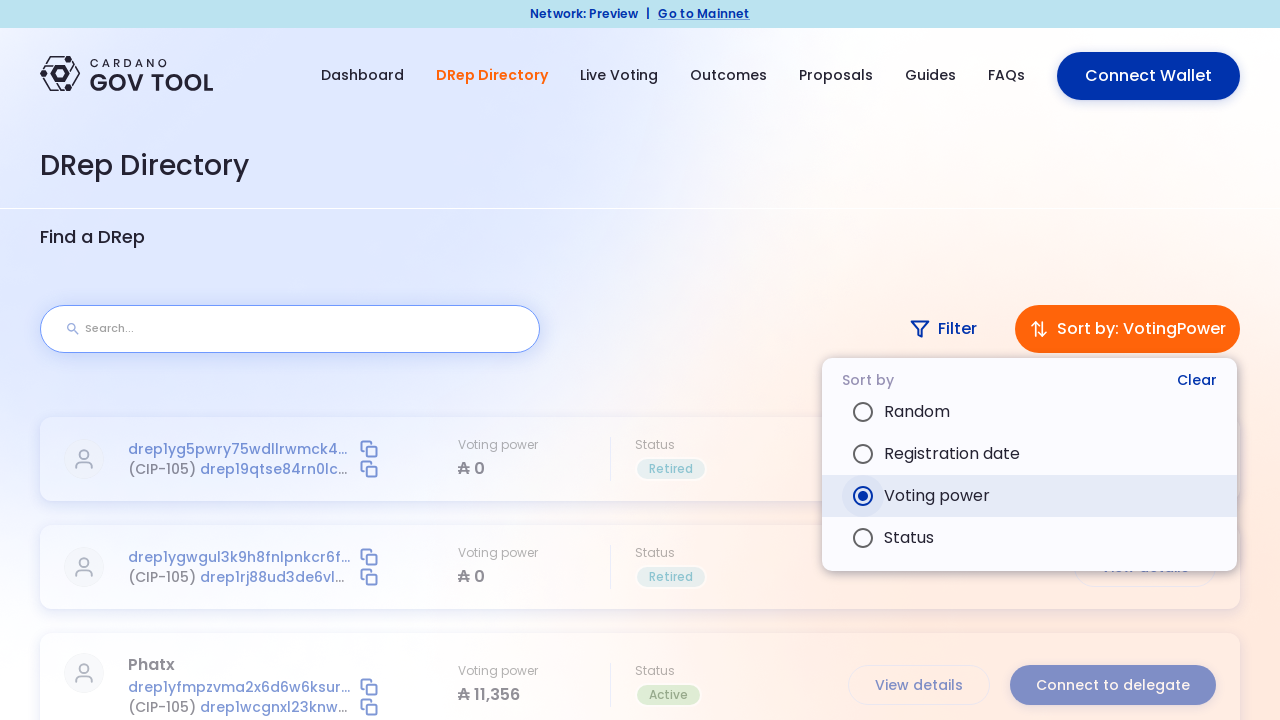 Network: Preview | Go to Mainnet
CARDANO
GOV TOOL
Dashboard
DRep Directory
Live Voting
Outcomes
Proposals
Guides
FAQs
Connect Wallet
DRep Directory
Find a DRep
Search...
Filter
Sort by: VotingPower
Sort by
Clear
Random
Registration date
Voting power
Status
drep1yg5pwry75wdllrwmck4...
(CIP-105) drep19qtse84rn0lc...
Voting power
₳ 0
Status
Retired
drep1ygwgul3k9h8fnlpnkcr6f...
(CIP-105) drep1rj88ud3de6vl...
Voting power
₳ 0
Status
Retired
View details
Phatx
drep1yfmpzvma2x6d6w6ksur...
(CIP-105) drep1wcgnxl23knw...
Voting power
₳ 11,356
Status
Active
View details
Connect to delegate